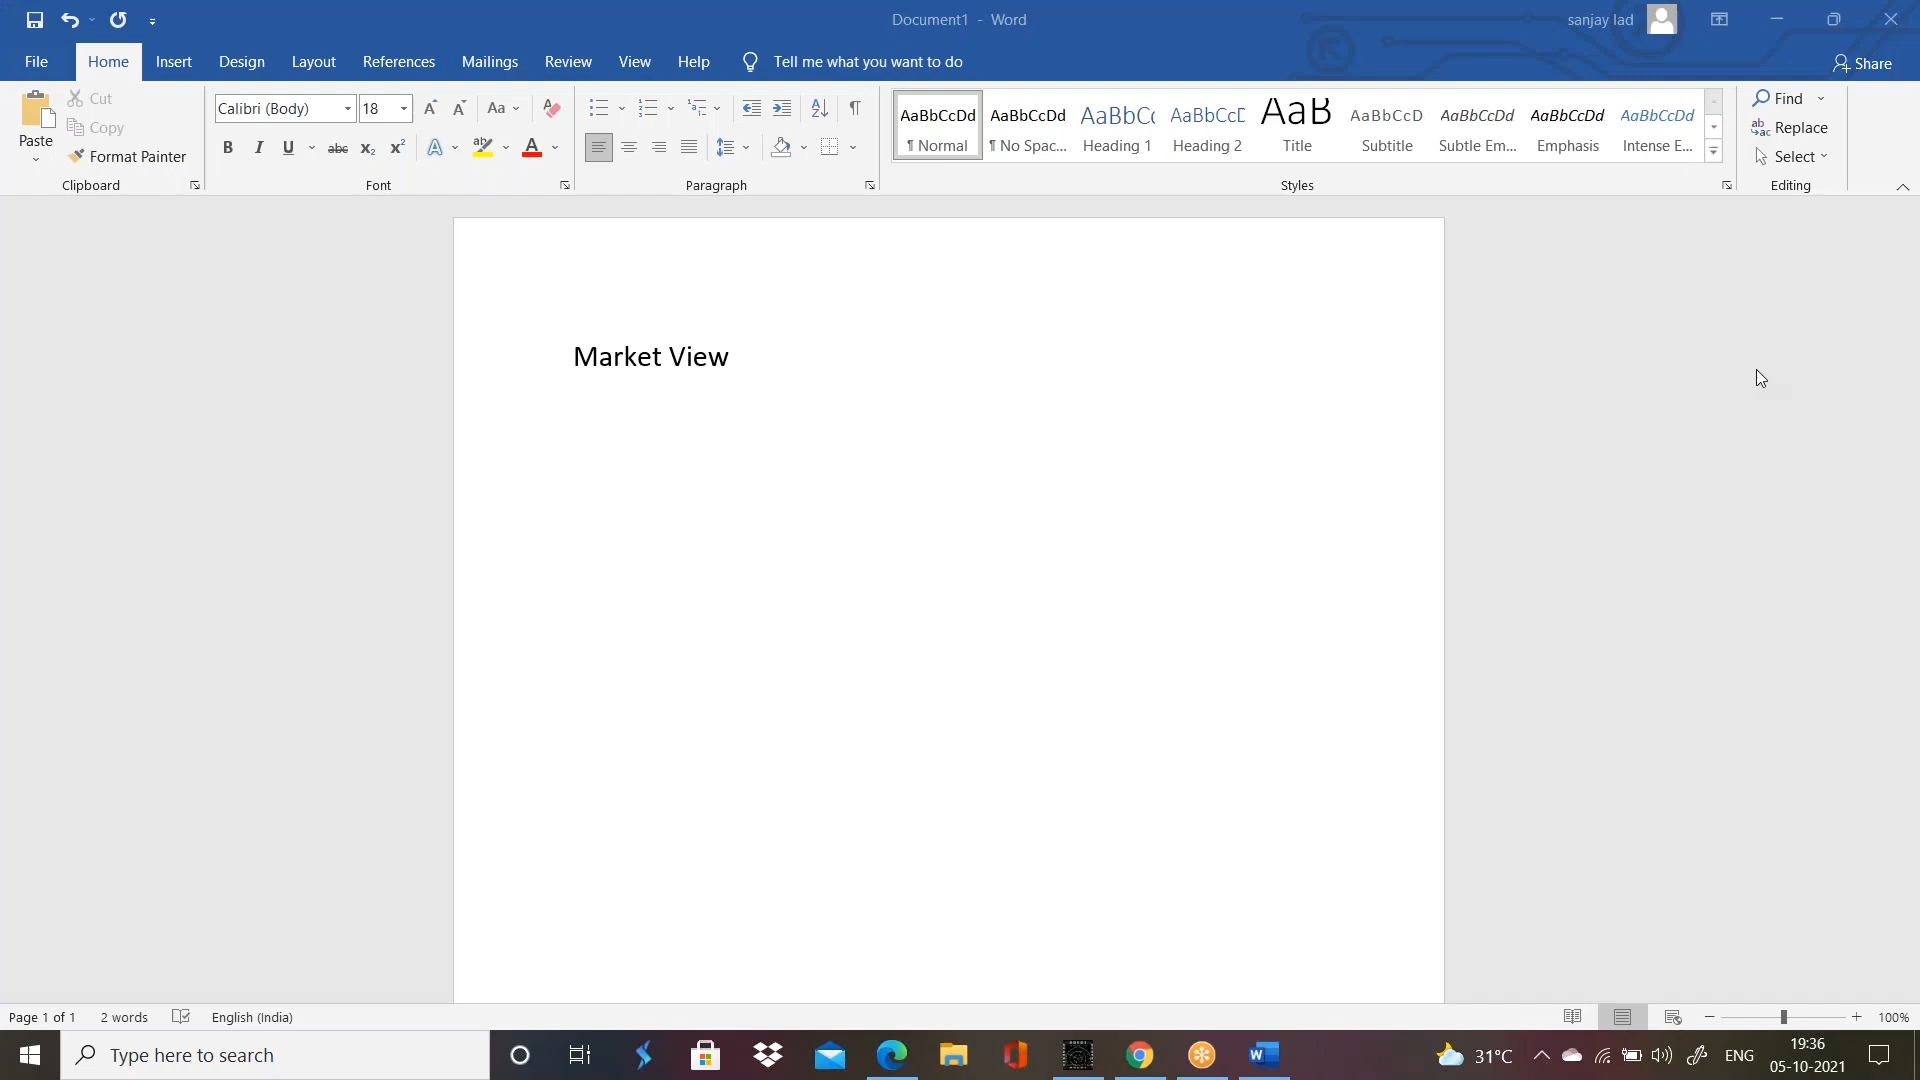 Document1 - Word
sanjay lad
File Home Insert Design Layout References Mailings Review View Help Tell me what you want to do Share
Paste
Cut
Copy
Format Painter
Clipboard
Calibri (Body) 18
Font
Paragraph
AaBbCcDd AaBbCcDd AaBbCc AaBbCcC AaB AaBbCcD AaBbCcDd AaBbCcDd AaBbCcDd
¶ Normal ¶ No Spac... Heading 1 Heading 2 Title Subtitle Subtle Em... Emphasis Intense E...
Styles
Find
Replace
Select
Editing
Market View
Page 1 of 1 2 words English (India) 100%
Type here to search
31°C ENG
19:36
05-10-2021